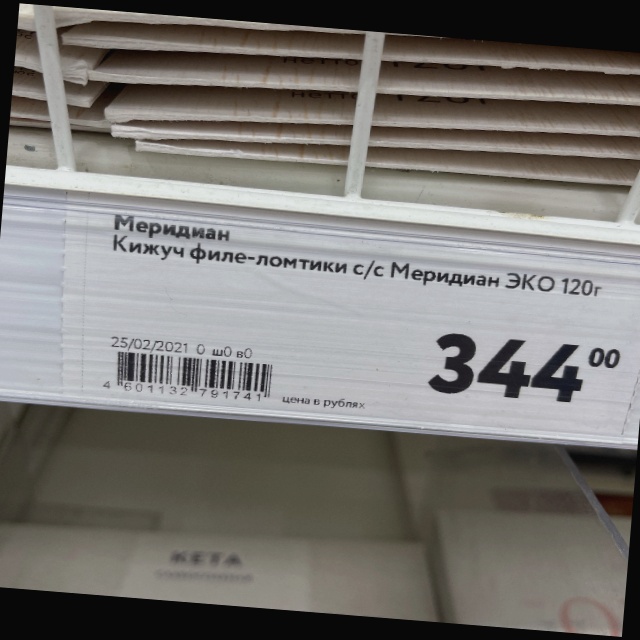 Меридиан
Кижуч филе-ломтики с/с Меридиан ЭКО 120г
25/02/2021 0 ш0 в0
344 00
4 601132 791741
цена в рублях
КЕТА